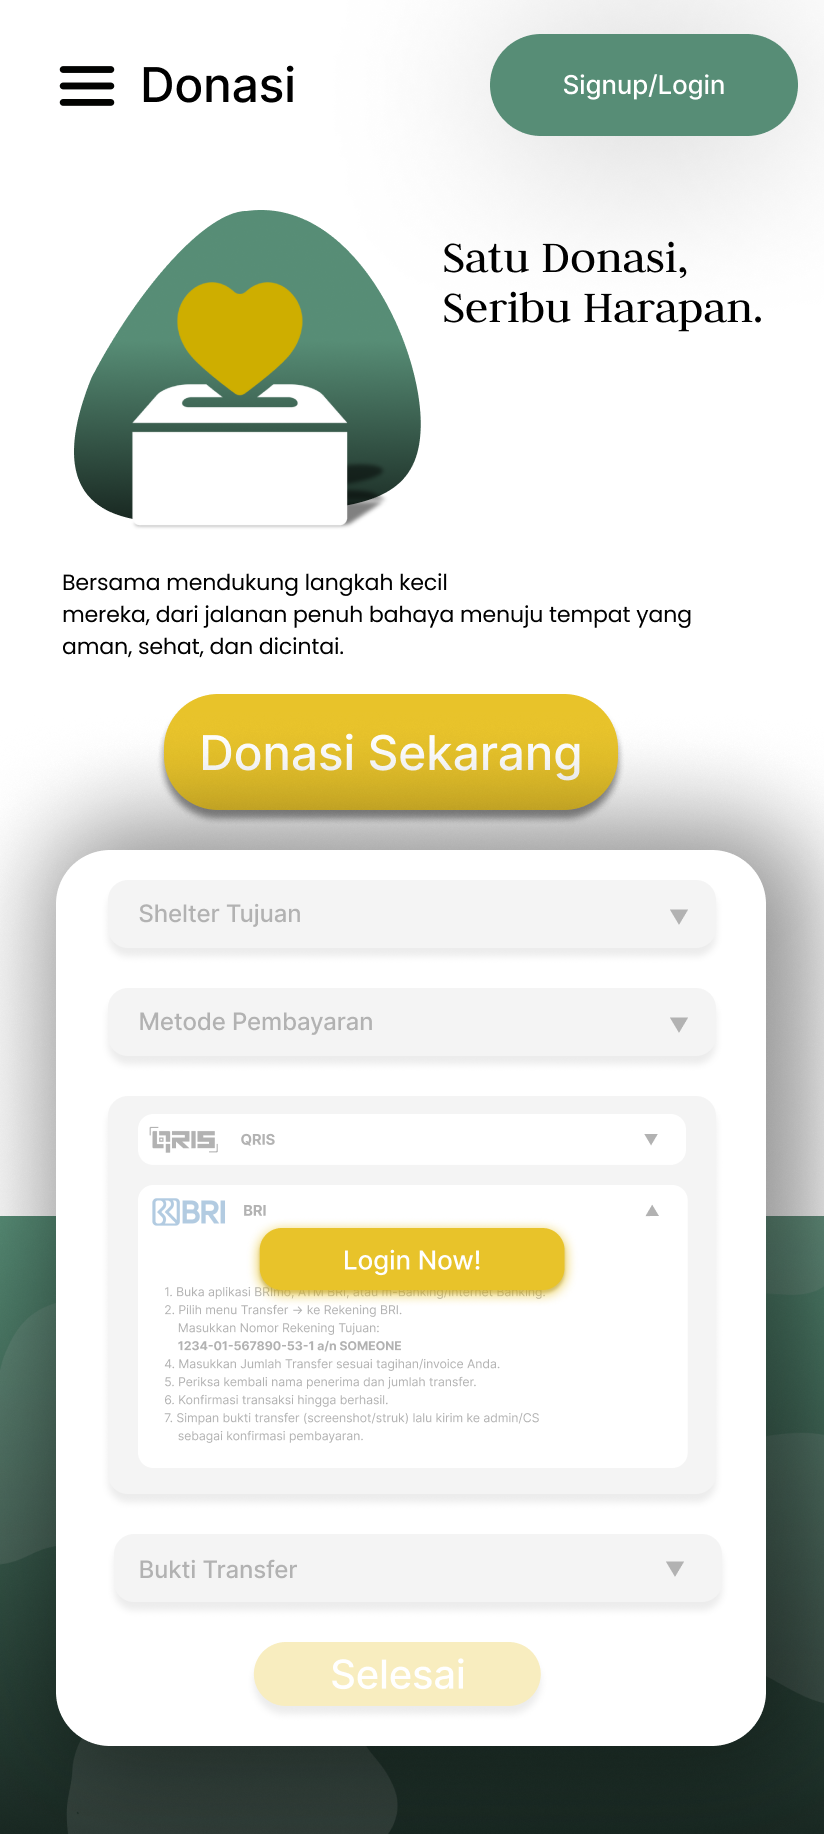 Donasi
Signup/Login
Satu Donasi,
Seribu Harapan.
Bersama mendukung langkah kecil
mereka, dari jalanan penuh bahaya menuju tempat yang
aman, sehat, dan dicintai.
Donasi Sekarang
Shelter Tujuan
Metode Pembayaran
QRIS QRIS
BRI BRI
Login Now!
1. Buka aplikasi BRImo, ATM BRI, atau m-Banking/Internet Banking.
2. Pilih menu Transfer → ke Rekening BRI.
Masukkan Nomor Rekening Tujuan:
1234-01-567890-53-1 a/n SOMEONE
4. Masukkan Jumlah Transfer sesuai tagihan/invoice Anda.
5. Periksa kembali nama penerima dan jumlah transfer.
6. Konfirmasi transaksi hingga berhasil.
7. Simpan bukti transfer (screenshot/struk) lalu kirim ke admin/CS
sebagai konfirmasi pembayaran.
Bukti Transfer
Selesai